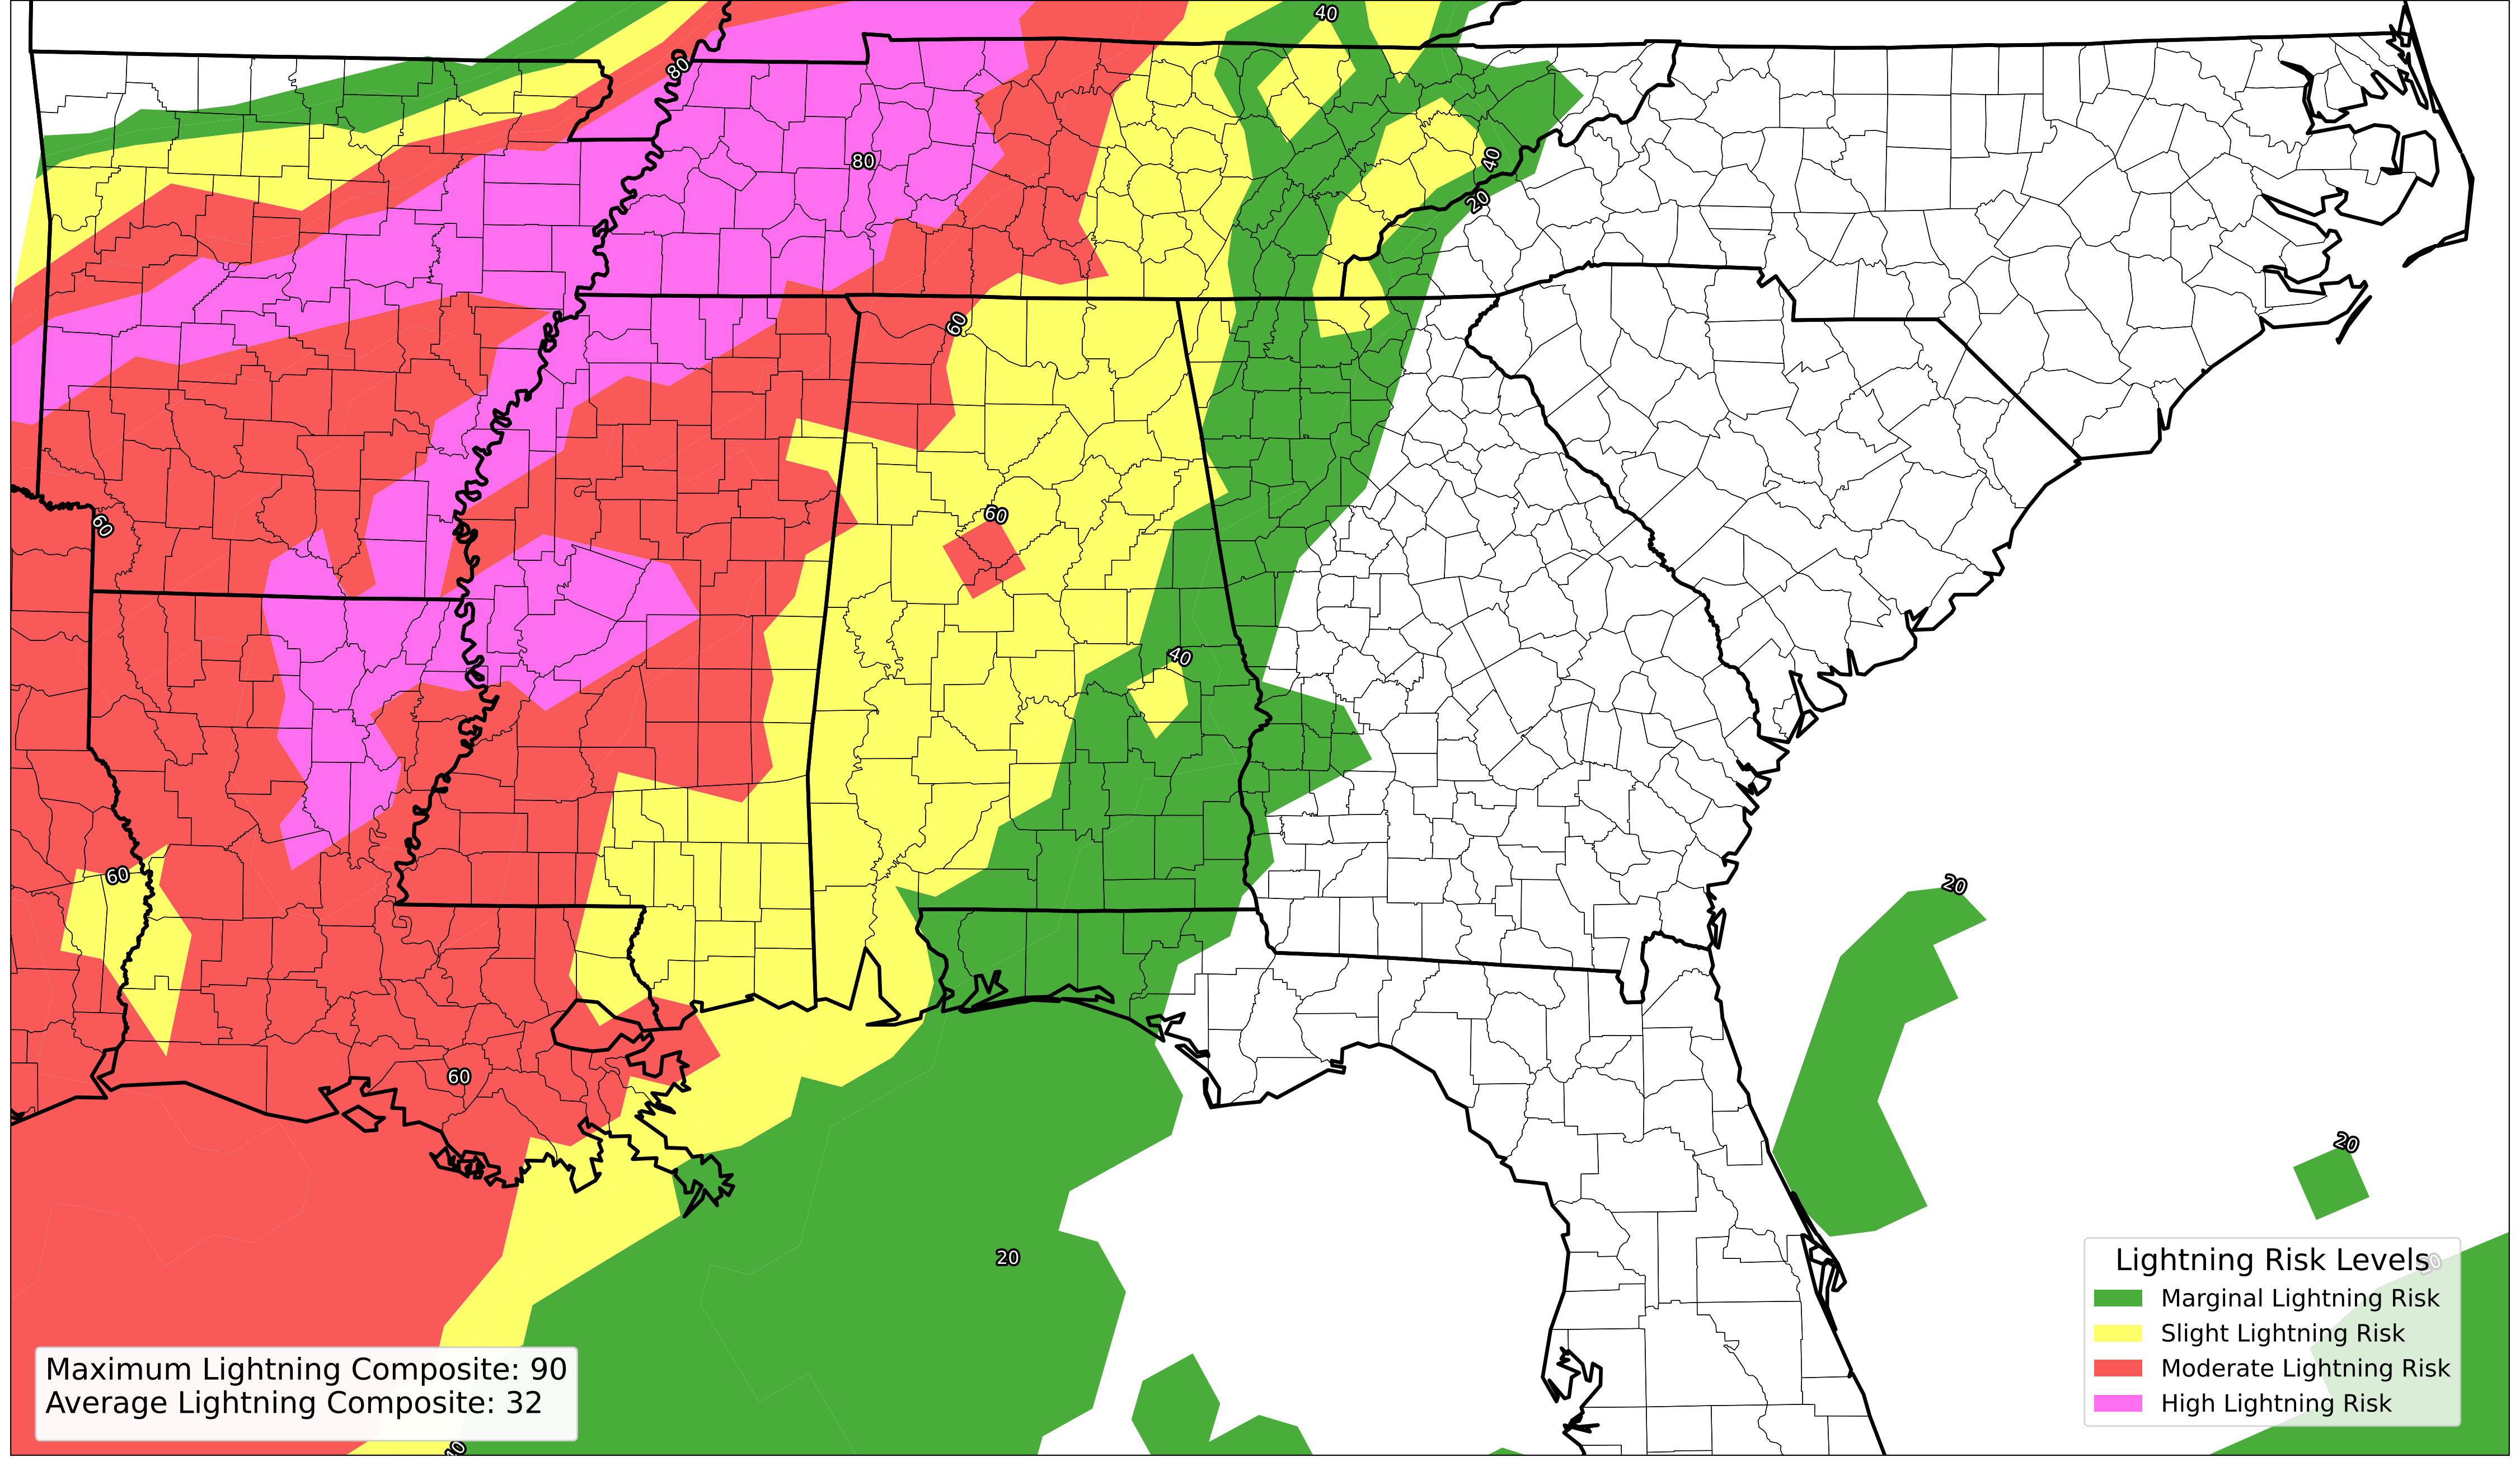 40
80
80
40
20
60
60
60
40
60
20
60
20
20
Lightning Risk Levels
Marginal Lightning Risk
Slight Lightning Risk
Moderate Lightning Risk
High Lightning Risk
Maximum Lightning Composite: 90
Average Lightning Composite: 32